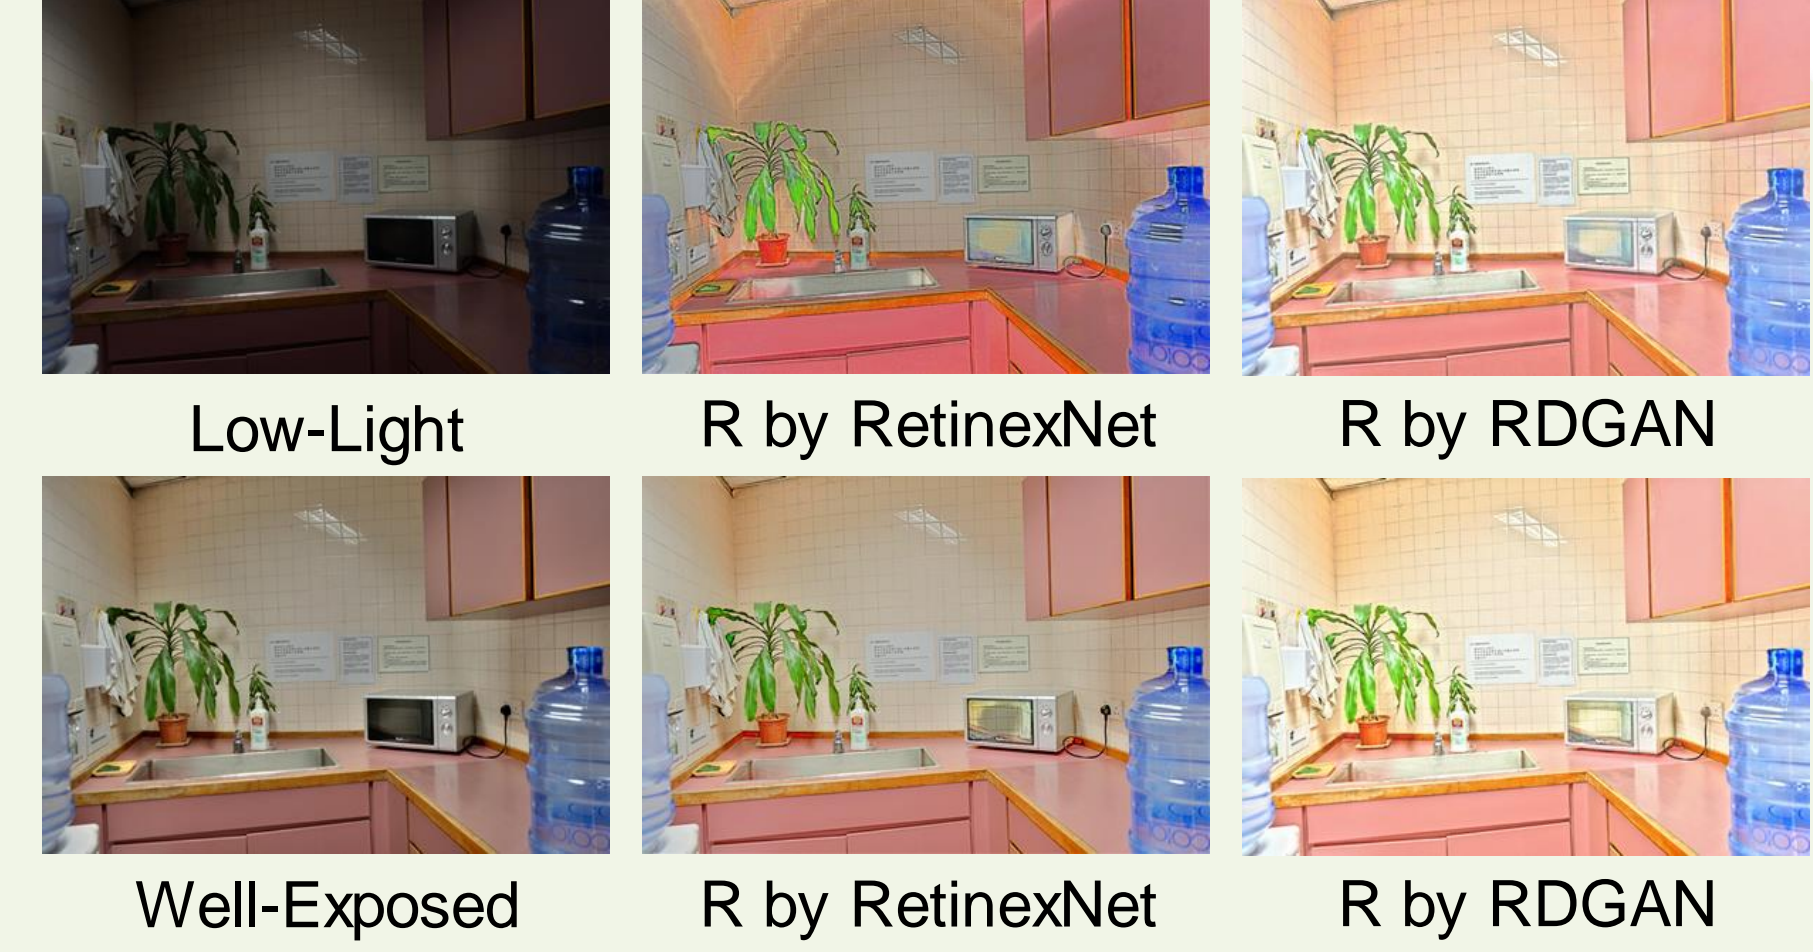 Low-Light
R by RetinexNet
R by RDGAN
Well-Exposed
R by RetinexNet
R by RDGAN